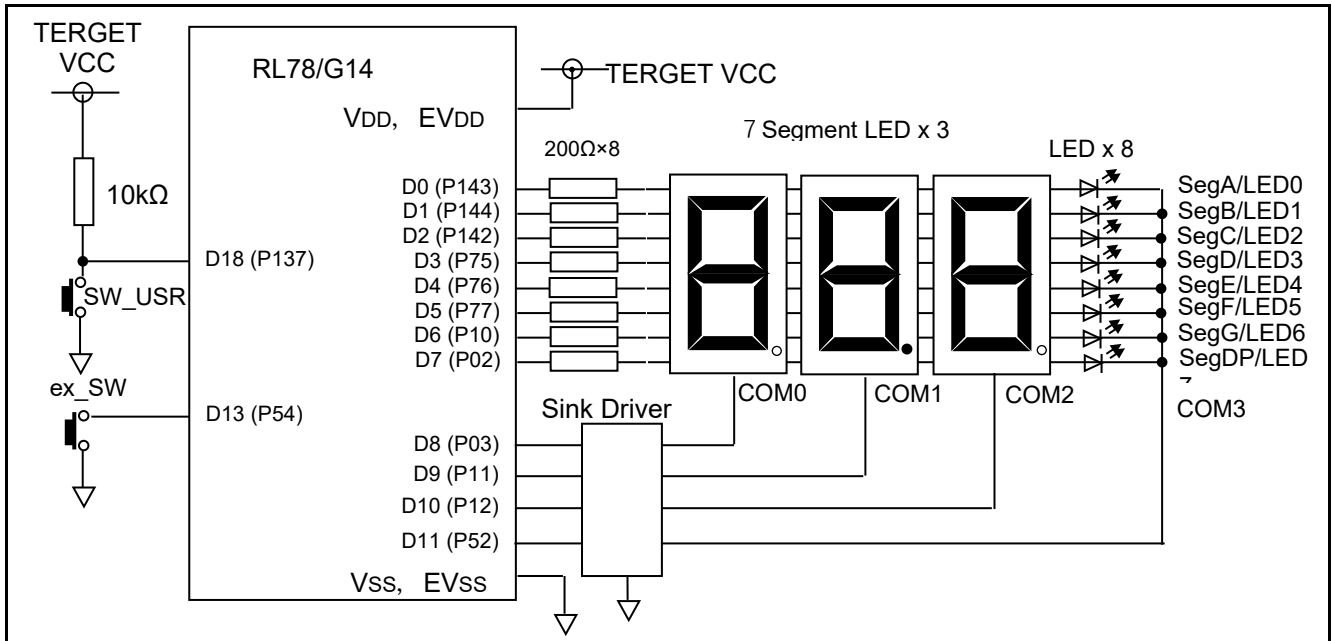 TERGET
VCC
RL78/G14
TERGET VCC
VDD, EVDD
7 Segment LED x 3
200Ω×8
LED x 8
10kΩ
D0 (P143)
D1 (P144)
D2 (P142)
D3 (P75)
D4 (P76)
D5 (P77)
D6 (P10)
D7 (P02)
SegA/LED0
SegB/LED1
SegC/LED2
SegD/LED3
SegE/LED4
SegF/LED5
SegG/LED6
SegDP/LED
D18 (P137)
SW_USR
ex_SW
D13 (P54)
COM0
COM1
COM2
COM3
Sink Driver
D8 (P03)
D9 (P11)
D10 (P12)
D11 (P52)
VSS, EVSS